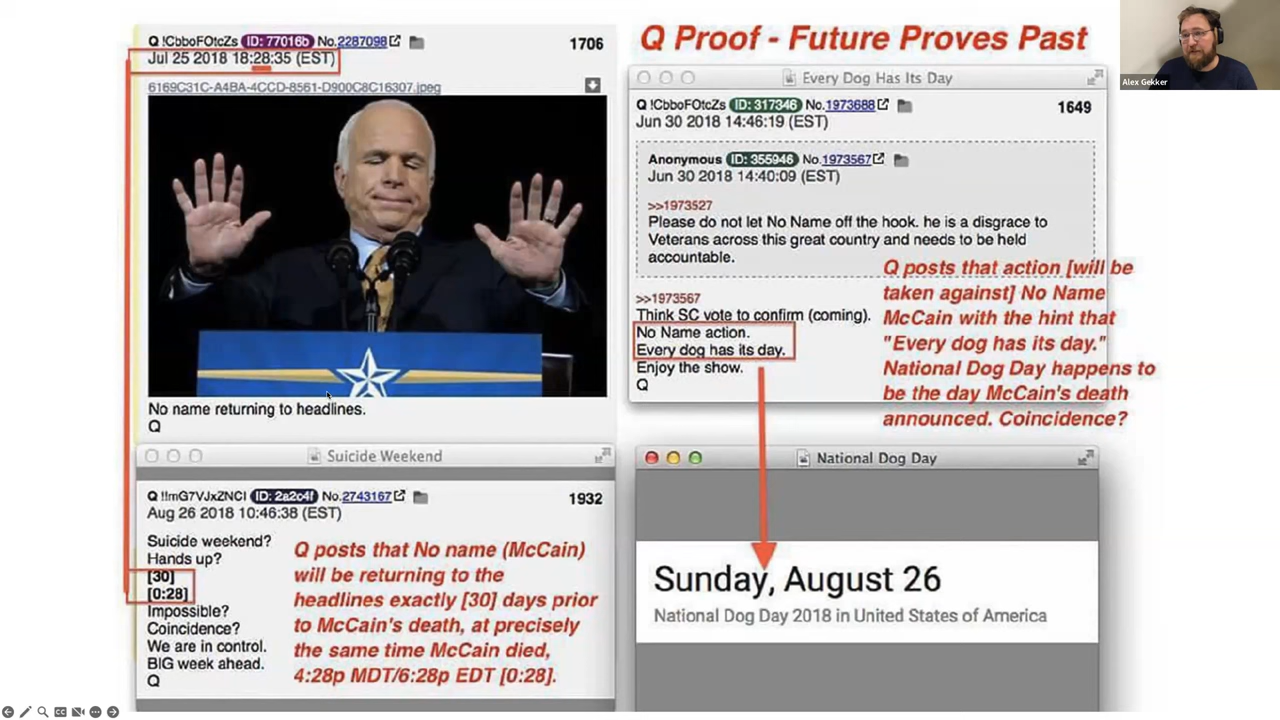 Q !CbboFOtcZs ID: 77016b No.2287098 1706
Jul 25 2018 18:28:35 (EST)
6169C31C-A4BA-4CCD-8561-D900C8C16307.jpeg
No name returning to headlines.
Q
Suicide Weekend
Q !!mG7VJxZNCI ID: 2a2c4f No.2743167 1932
Aug 26 2018 10:46:38 (EST)
Suicide weekend?
Hands up?
[30]
[0:28]
Impossible?
Coincidence?
We are in control.
BIG week ahead.
Q
Q posts that No name (McCain)
will be returning to the
headlines exactly [30] days prior
to McCain's death, at precisely
the same time McCain died,
4:28p MDT/6:28p EDT [0:28].
Q Proof - Future Proves Past
Every Dog Has Its Day
Q !CbboFOtcZs ID: 317346 No.1973688 1649
Jun 30 2018 14:46:19 (EST)
Anonymous ID: 355946 No.1973567
Jun 30 2018 14:40:09 (EST)
>>1973527
Please do not let No Name off the hook. he is a disgrace to
Veterans across this great country and needs to be held
accountable.
>>1973567
Think SC vote to confirm (coming).
No Name action.
Every dog has its day.
Enjoy the show.
Q
Q posts that action [will be
taken against] No Name
McCain with the hint that
"Every dog has its day."
National Dog Day happens to
be the day McCain's death
announced. Coincidence?
National Dog Day
Sunday, August 26
National Dog Day 2018 in United States of America
Alex Gekker